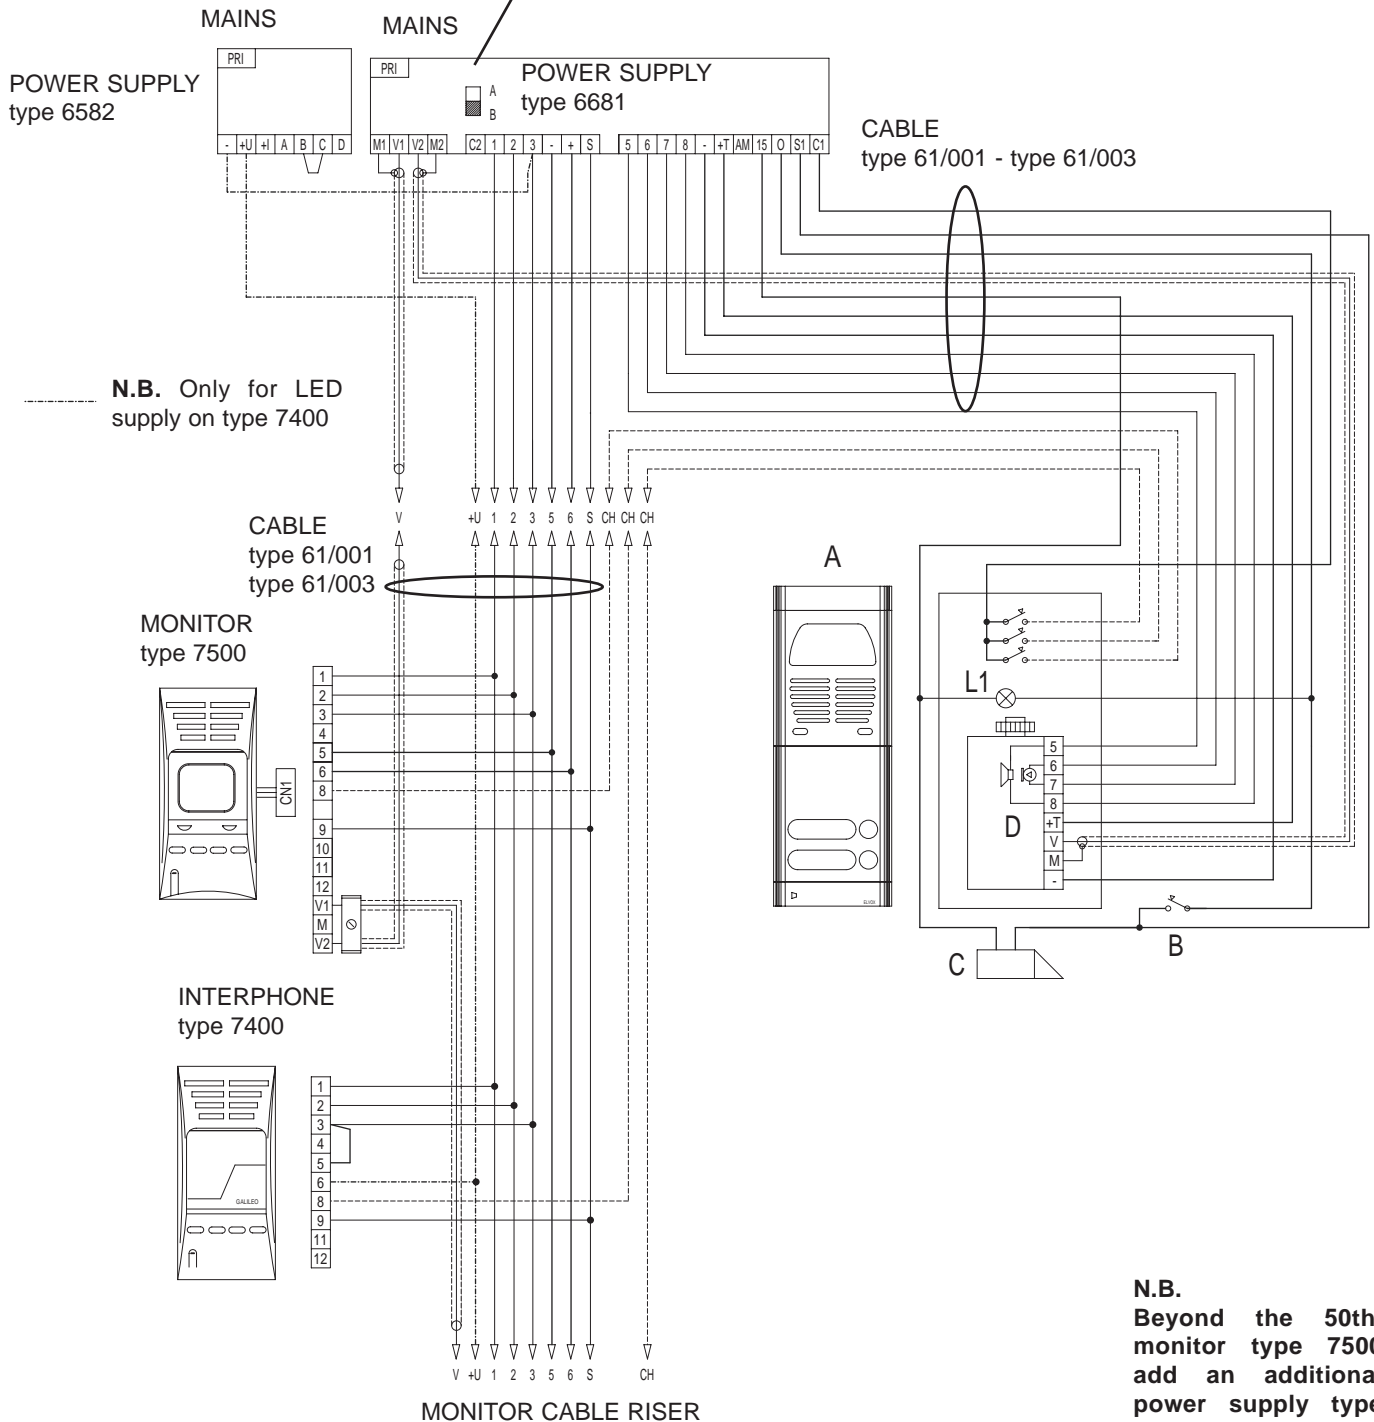 MAINS
MAINS
PRI
PRI
POWER SUPPLY
type 6582
POWER SUPPLY
type 6681
A
B
- +U +I A B C D
M1 V1 V2 M2 C2 1 2 3 - + S 5 6 7 8 - +T AM 15 O S1 C1
CABLE
type 61/001 - type 61/003
N.B. Only for LED
supply on type 7400
V +U 1 2 3 5 6 S CH CH CH
CABLE
type 61/001
type 61/003
A
MONITOR
type 7500
CN1
1
2
3
4
5
6
8
9
10
11
12
V1
M
V2
L1
5
6
7
8
+T
V
M
-
D
B
C
ELVOX
INTERPHONE
type 7400
GALILEO
1
2
3
4
5
6
8
9
11
12
V +U 1 2 3 5 6 S CH
MONITOR CABLE RISER
N.B.
Beyond the 50th
monitor type 7500
add an additiona
power supply type